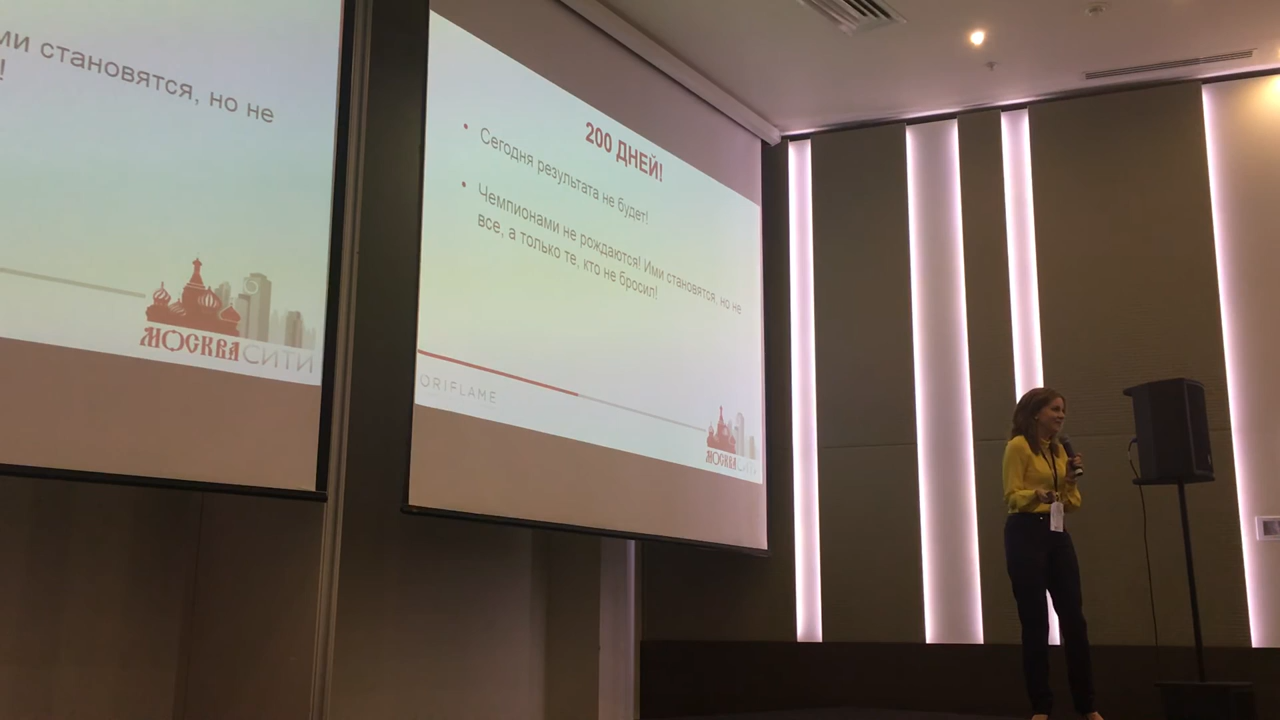 ми становятся, но не
!
МОСКВА СИТИ
200 ДНЕЙ!
• Сегодня результата не будет!
• Чемпионами не рождаются! Ими становятся, но не
все, а только те, кто не бросил!
ORIFLAME
МОСКВА СИТИ